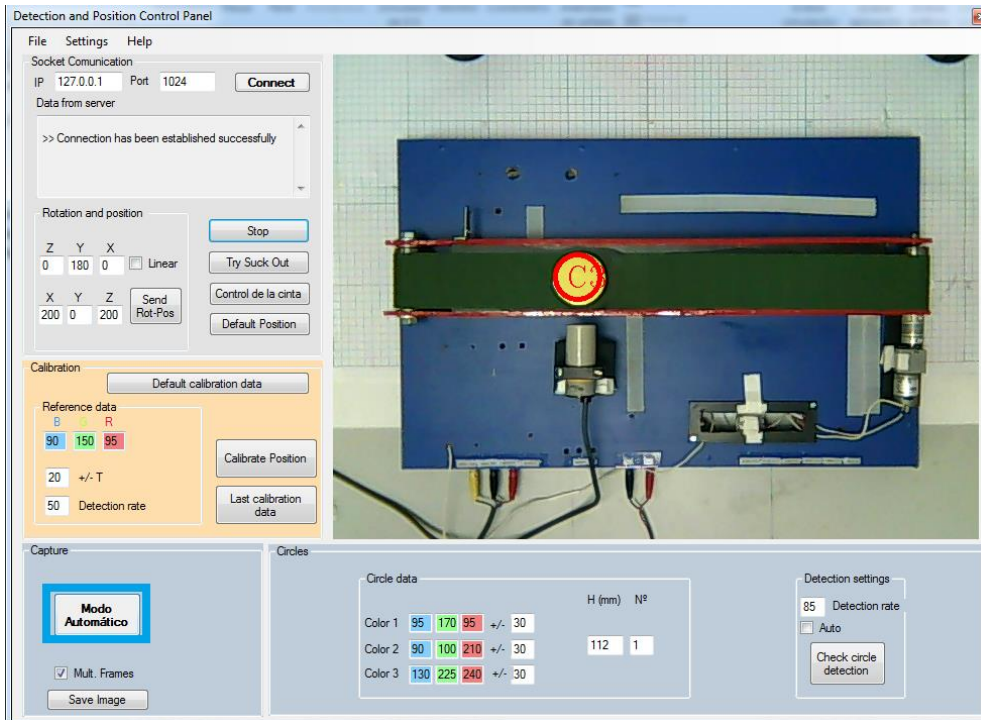 Detection and Position Control Panel
File Settings Help
Socket Comunication
IP 127.0.0.1 Port 1024 Connect
Data from server
>> Connection has been established successfully
Rotation and position
Z Y X
0 180 0 Linear
X Y Z
200 0 200 Send Rot-Pos
Stop
Try Suck Out
Control de la cinta
Default Position
Calibration
Default calibration data
Reference data
B G R
90 150 95
20 +/- T
50 Detection rate
Calibrate Position
Last calibration
data
C3
Capture
Modo
Automático
Mult. Frames
Save Image
Circles
Circle data
H (mm) Nº
Color 1 95 170 95 +/- 30
Color 2 90 100 210 +/- 30
Color 3 130 225 240 +/- 30
112 1
Detection settings
85 Detection rate
Auto
Check circle
detection